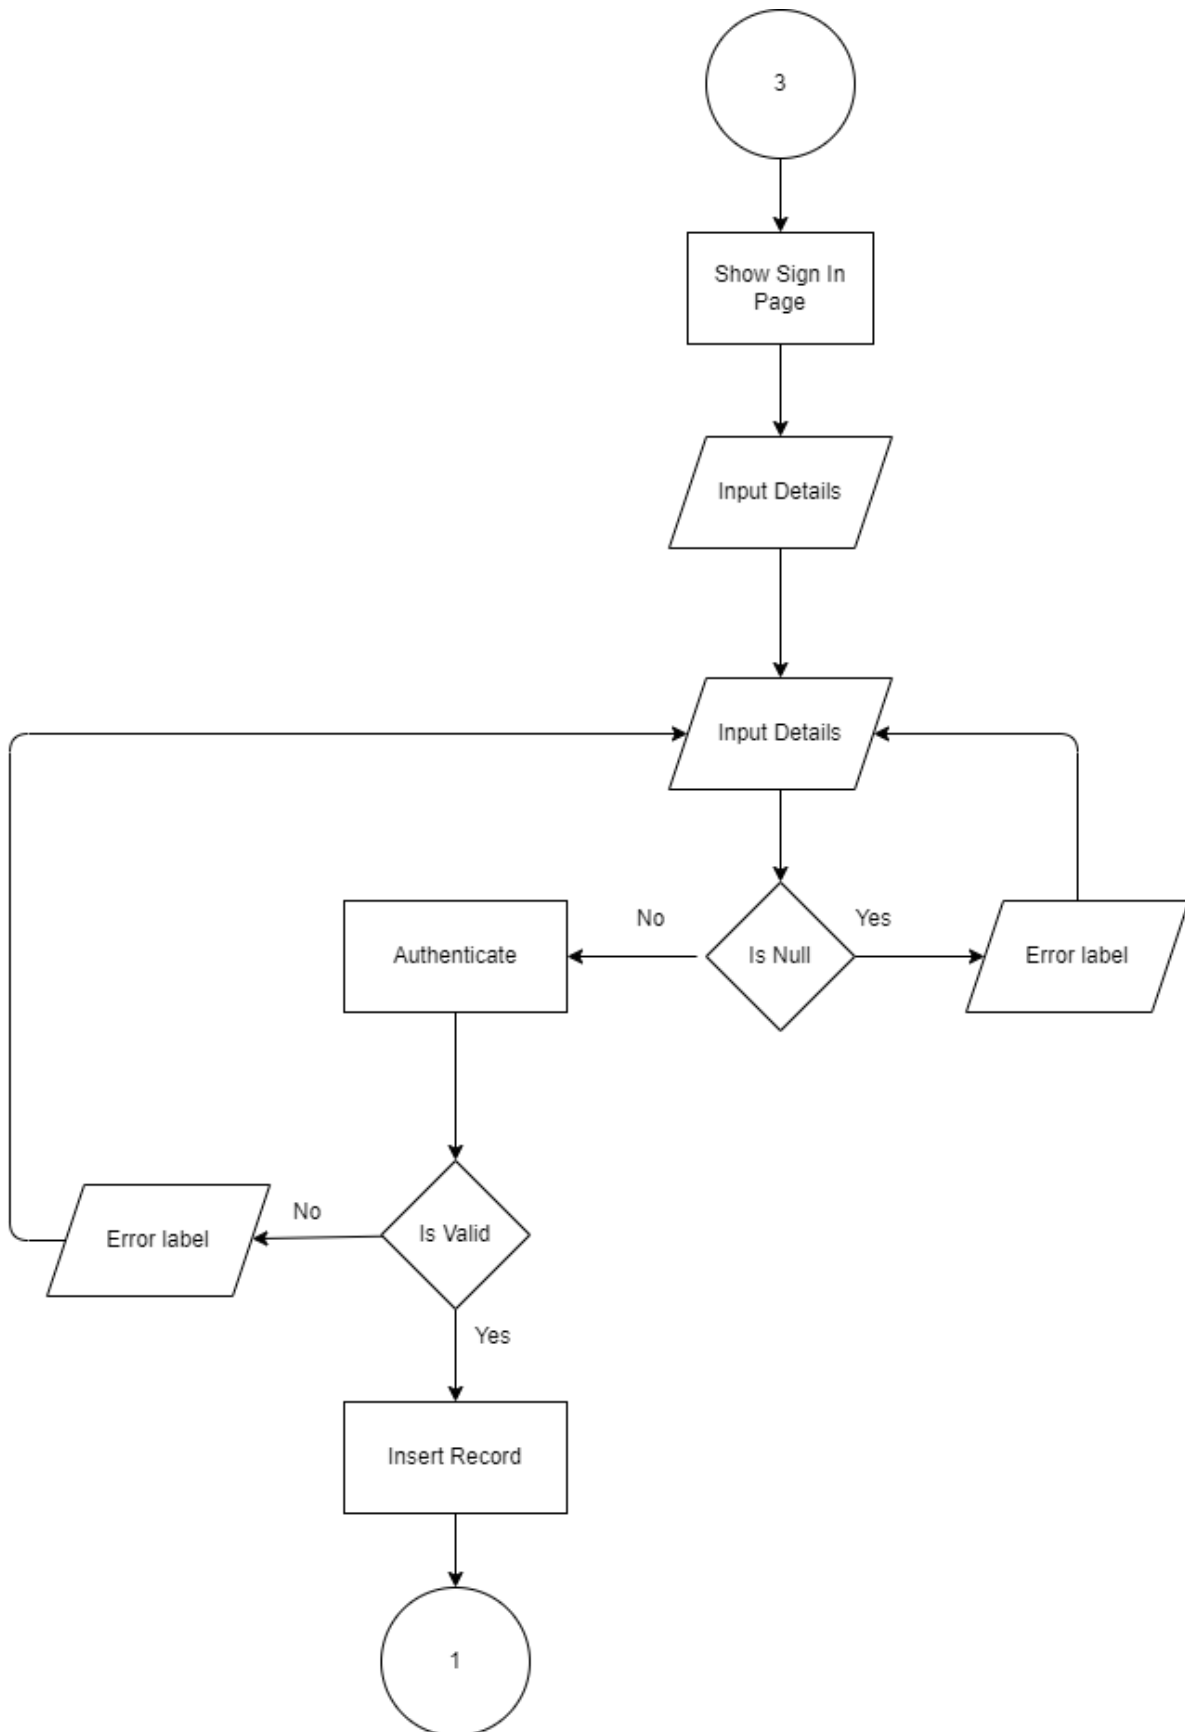 3
Show Sign In
Page
Input Details
Input Details
No
Yes
Authenticate
Is Null
Error label
Error label
No
Is Valid
Yes
Insert Record
1